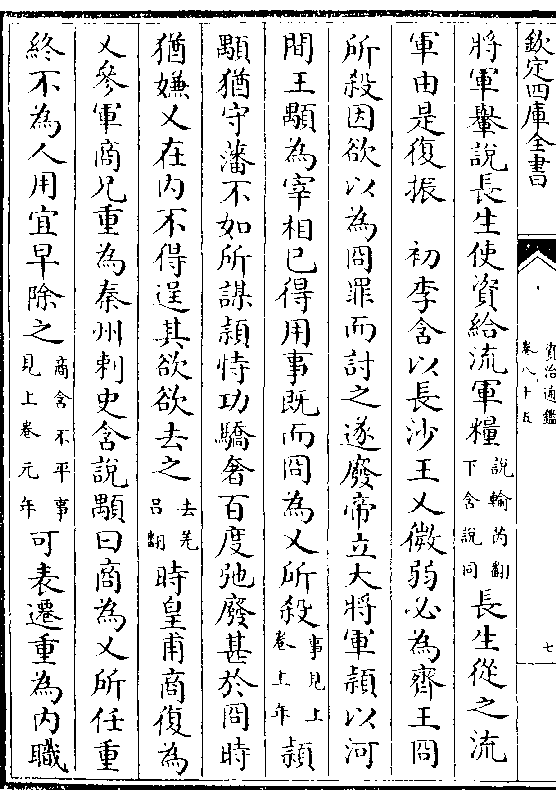 欽定四庫全書
資治通鑑
卷八十五
七
將軍轝說長生使資給流軍糧說輸芮翻下含說同長生從之流
軍由是復振　初李含以長沙王乂微弱必為齊王冏
所殺因欲以為冏罪而討之遂廢帝立大將軍穎以河
間王顒為宰相已得用事既而冏為乂所殺事見上卷上年穎
顒猶守藩不如所謀穎恃功驕奢百度弛廢甚於冏時
猶嫌乂在内不得逞其欲欲去之去羌呂翻時皇甫商復為
乂參軍商兄重為秦州刺史含說顒曰商為乂所任重
終不為人用宜早除之商含不平事見上卷元年可表遷重為内職